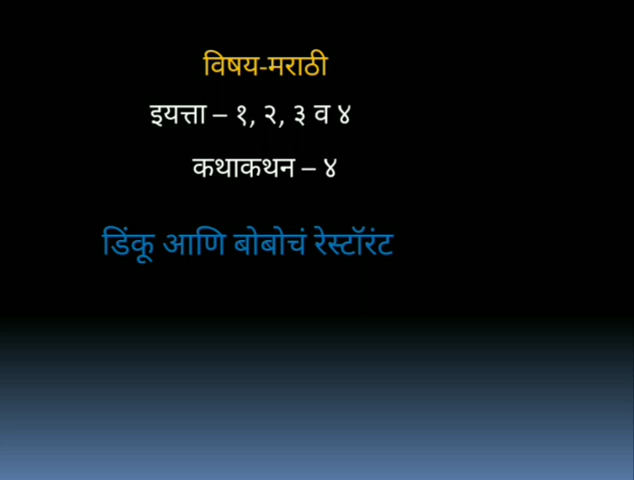 विषय-मराठी
इयत्ता – १, २, ३ व ४
कथाकथन – ४
डिंकू आणि बोबोचं रेस्टॉरंट